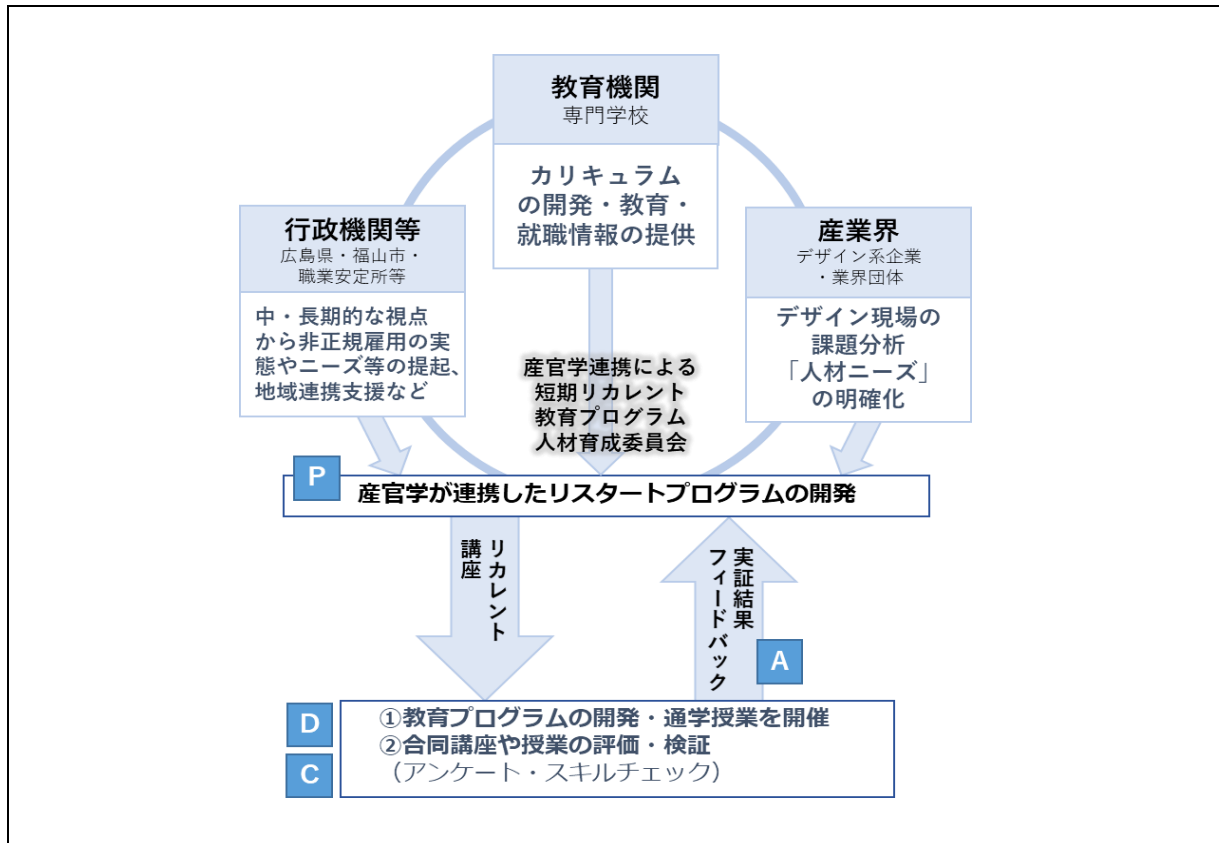 教育機関
専門学校
カリキュラム
の開発・教育・
就職情報の提供
行政機関等
広島県・福山市・
職業安定所等
中・長期的な視点
から非正規雇用の実
態やニーズ等の提起、
地域連携支援など
産業界
デザイン系企業
・業界団体
デザイン現場の
課題分析
「人材ニーズ」
の明確化
産官学連携による
短期リカレント
教育プログラム
人材育成委員会
P
産官学が連携したリスタートプログラムの開発
リカレント
講座
実証結果
フィードバック
A
D
①教育プログラムの開発・通学授業を開催
C
②合同講座や授業の評価・検証
（アンケート・スキルチェック）